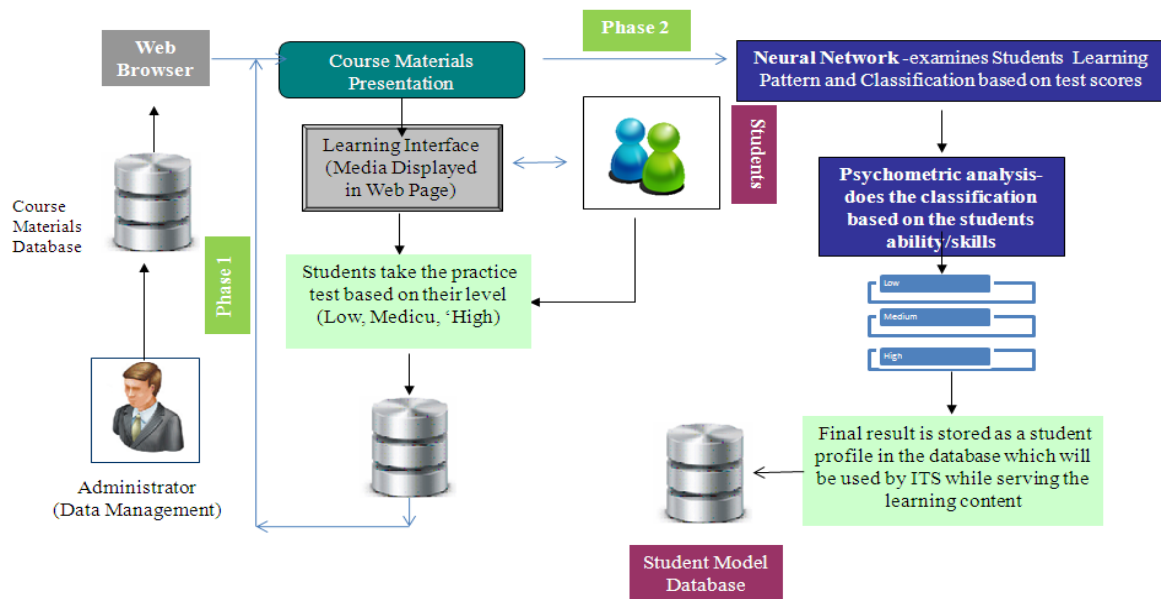 Web
Browser
Phase 2
Course Materials
Presentation
Neural Network -examines Students Learning
Pattern and Classification based on test scores
Learning Interface
(Media Displayed
in Web Page)
Students
Psychometric analysis-
does the classification
based on the students
ability/skills
Course
Materials
Database
Phase 1
Students take the practice
test based on their level
(Low, Medicu, ‘High)
Low
Medium
High
Administrator
(Data Management)
Final result is stored as a student
profile in the database which will
be used by ITS while serving the
learning content
Student Model
Database